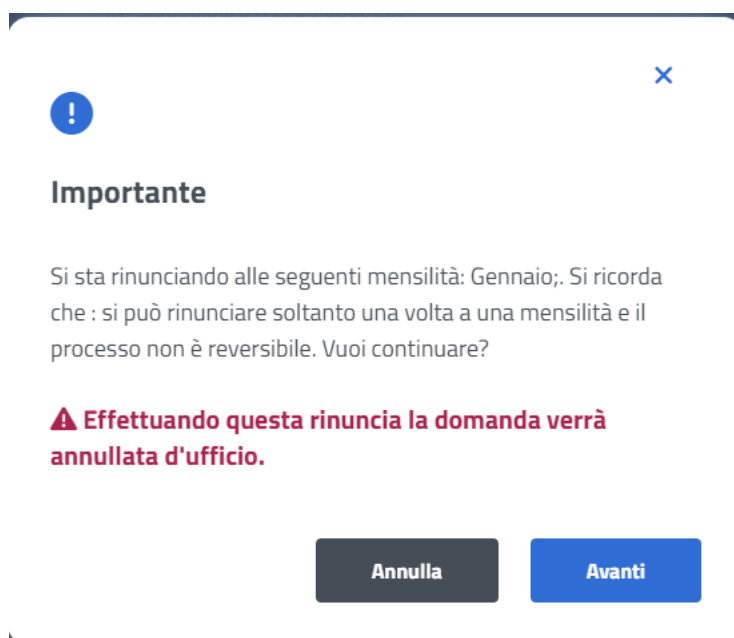 Importante
Si sta rinunciando alle seguenti mensilità: Gennaio;. Si ricorda
che : si può rinunciare soltanto una volta a una mensilità e il
processo non è reversibile. Vuoi continuare?
Effettuando questa rinuncia la domanda verrà
annullata d'ufficio.
Annulla
Avanti